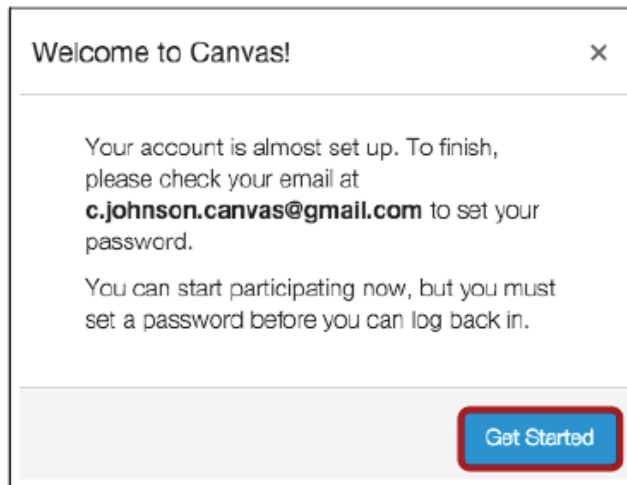 Welcome to Canvas! ×
Your account is almost set up. To finish,
please check your email at
c.johnson.canvas@gmail.com to set your
password.
You can start participating now, but you must
set a password before you can log back in.
Get Started